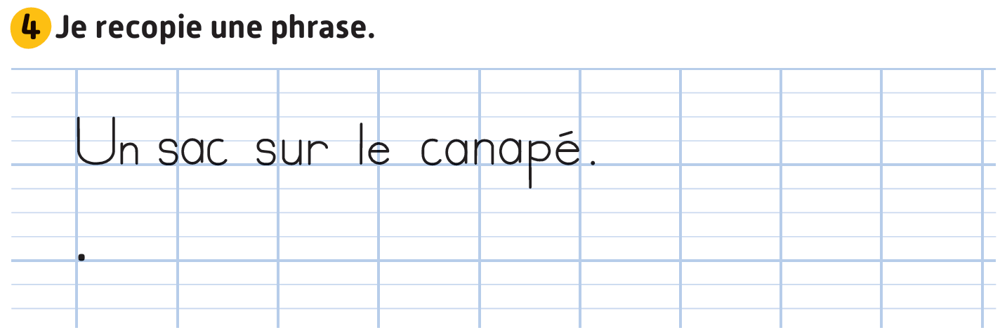 4 Je recopie une phrase.
Un sac sur le canapé.
.